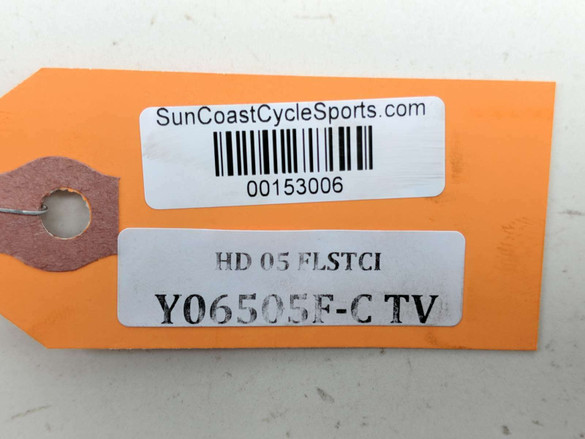 SunCoastCycleSports.com
00153006
HD 05 FLSTCI
Y06505F-C TV